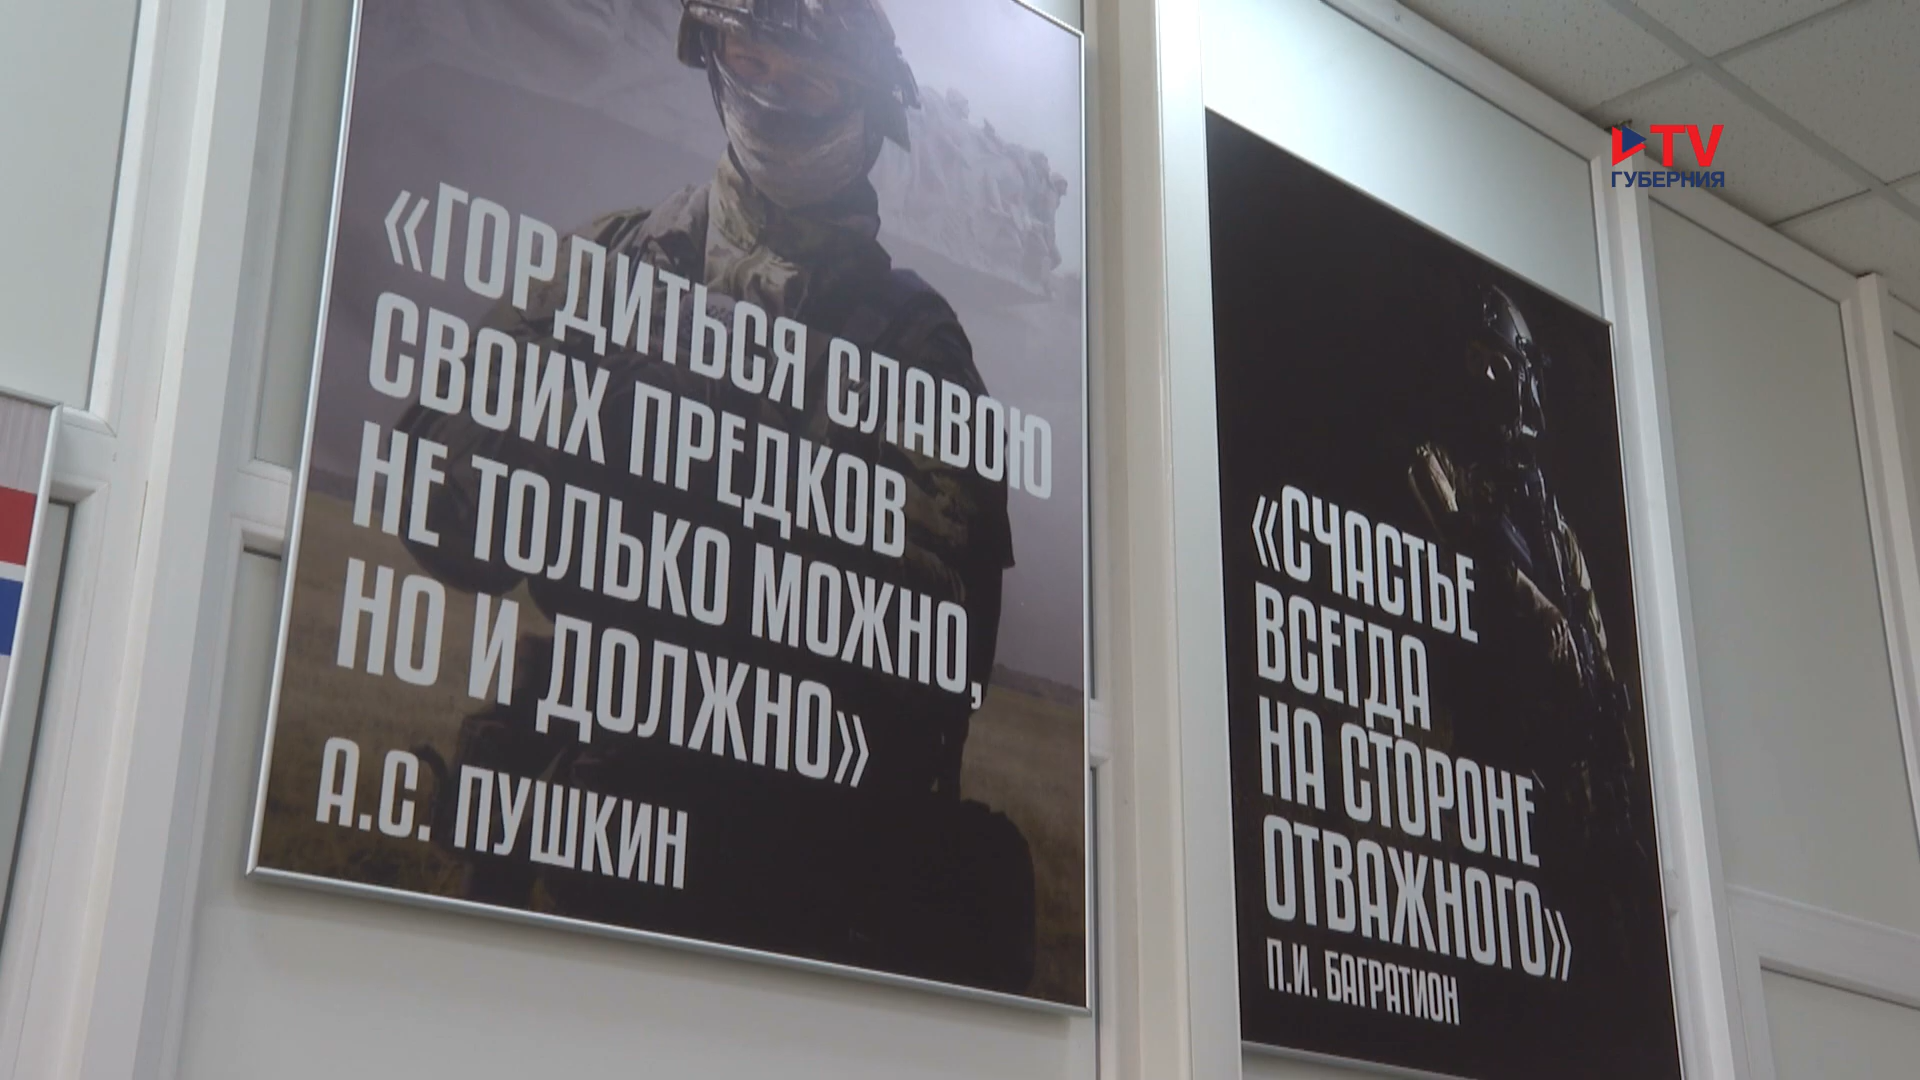 «ГОРДИТЬСЯ СЛАВОЮ
СВОИХ ПРЕДКОВ
НЕ ТОЛЬКО МОЖНО,
НО И ДОЛЖНО»
А.С. ПУШКИН
«СЧАСТЬЕ
ВСЕГДА
НА СТОРОНЕ
ОТВАЖНОГО»
П.И. БАГРАТИОН
TV
ГУБЕРНИЯ